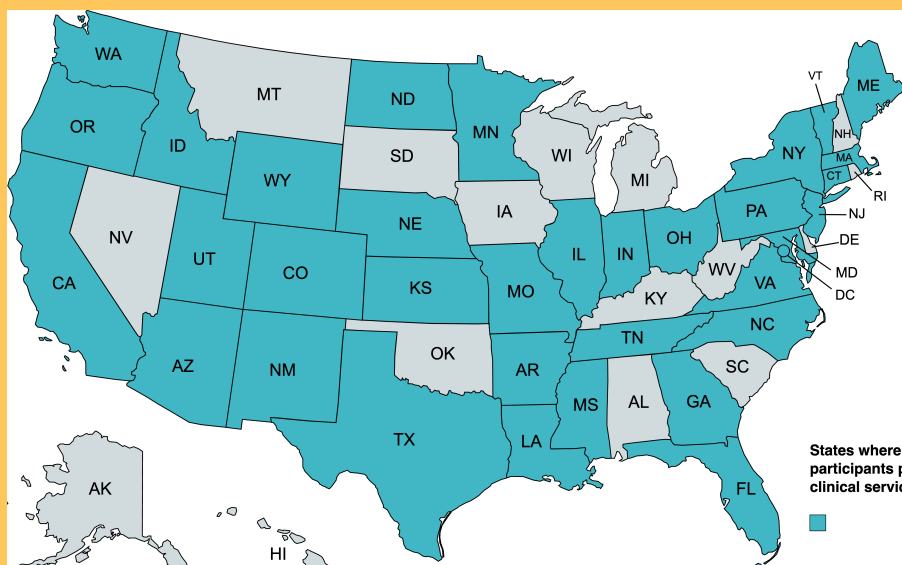 WA
MT
ND
MN
VT
ME
OR
ID
SD
WI
MI
NY
NH
MA
CT
RI
WY
IA
PA
NJ
NV
NE
IL
IN
OH
DE
UT
CO
WV
MD
CA
KS
MO
KY
VA
DC
AZ
NM
OK
AR
TN
NC
SC
TX
LA
MS
AL
GA
States where
participants
clinical
FL
AK
HI